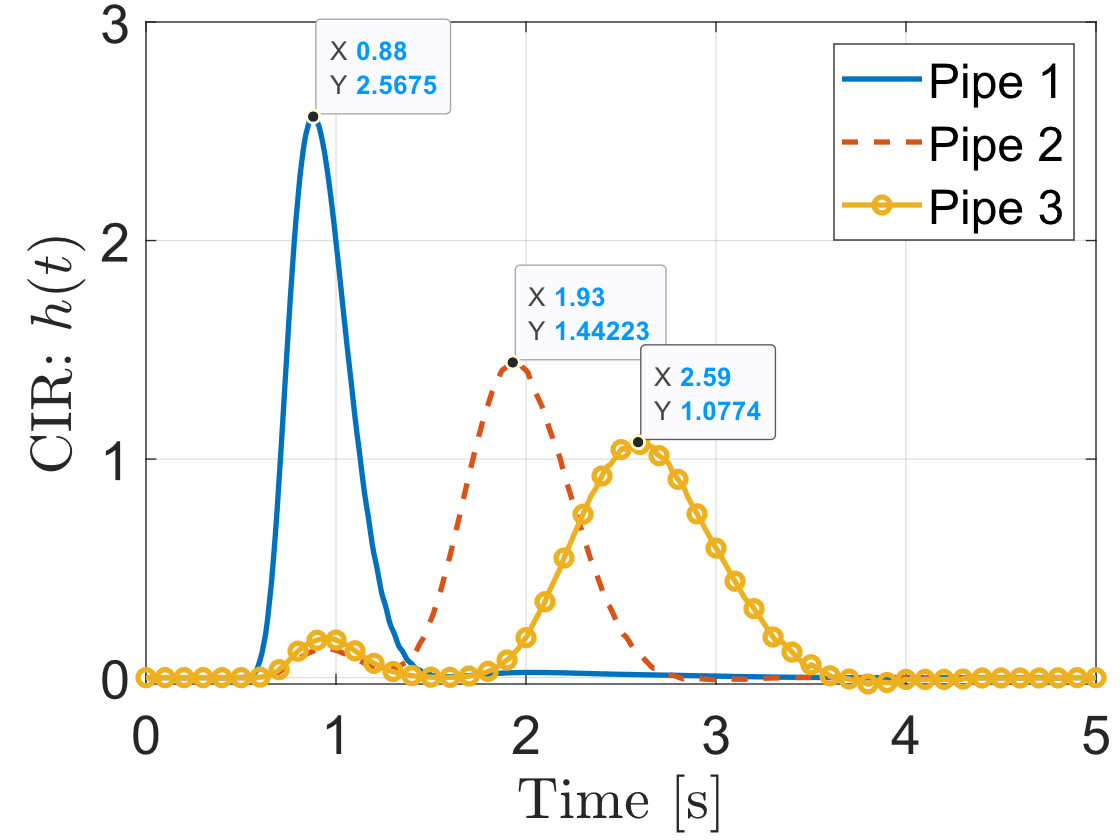 CIR: h(t)
3
2
1
0
X 0.88
Y 2.5675
X 1.93
Y 1.44223
X 2.59
Y 1.0774
Pipe 1
Pipe 2
Pipe 3
0 1 2 3 4 5
Time [s]